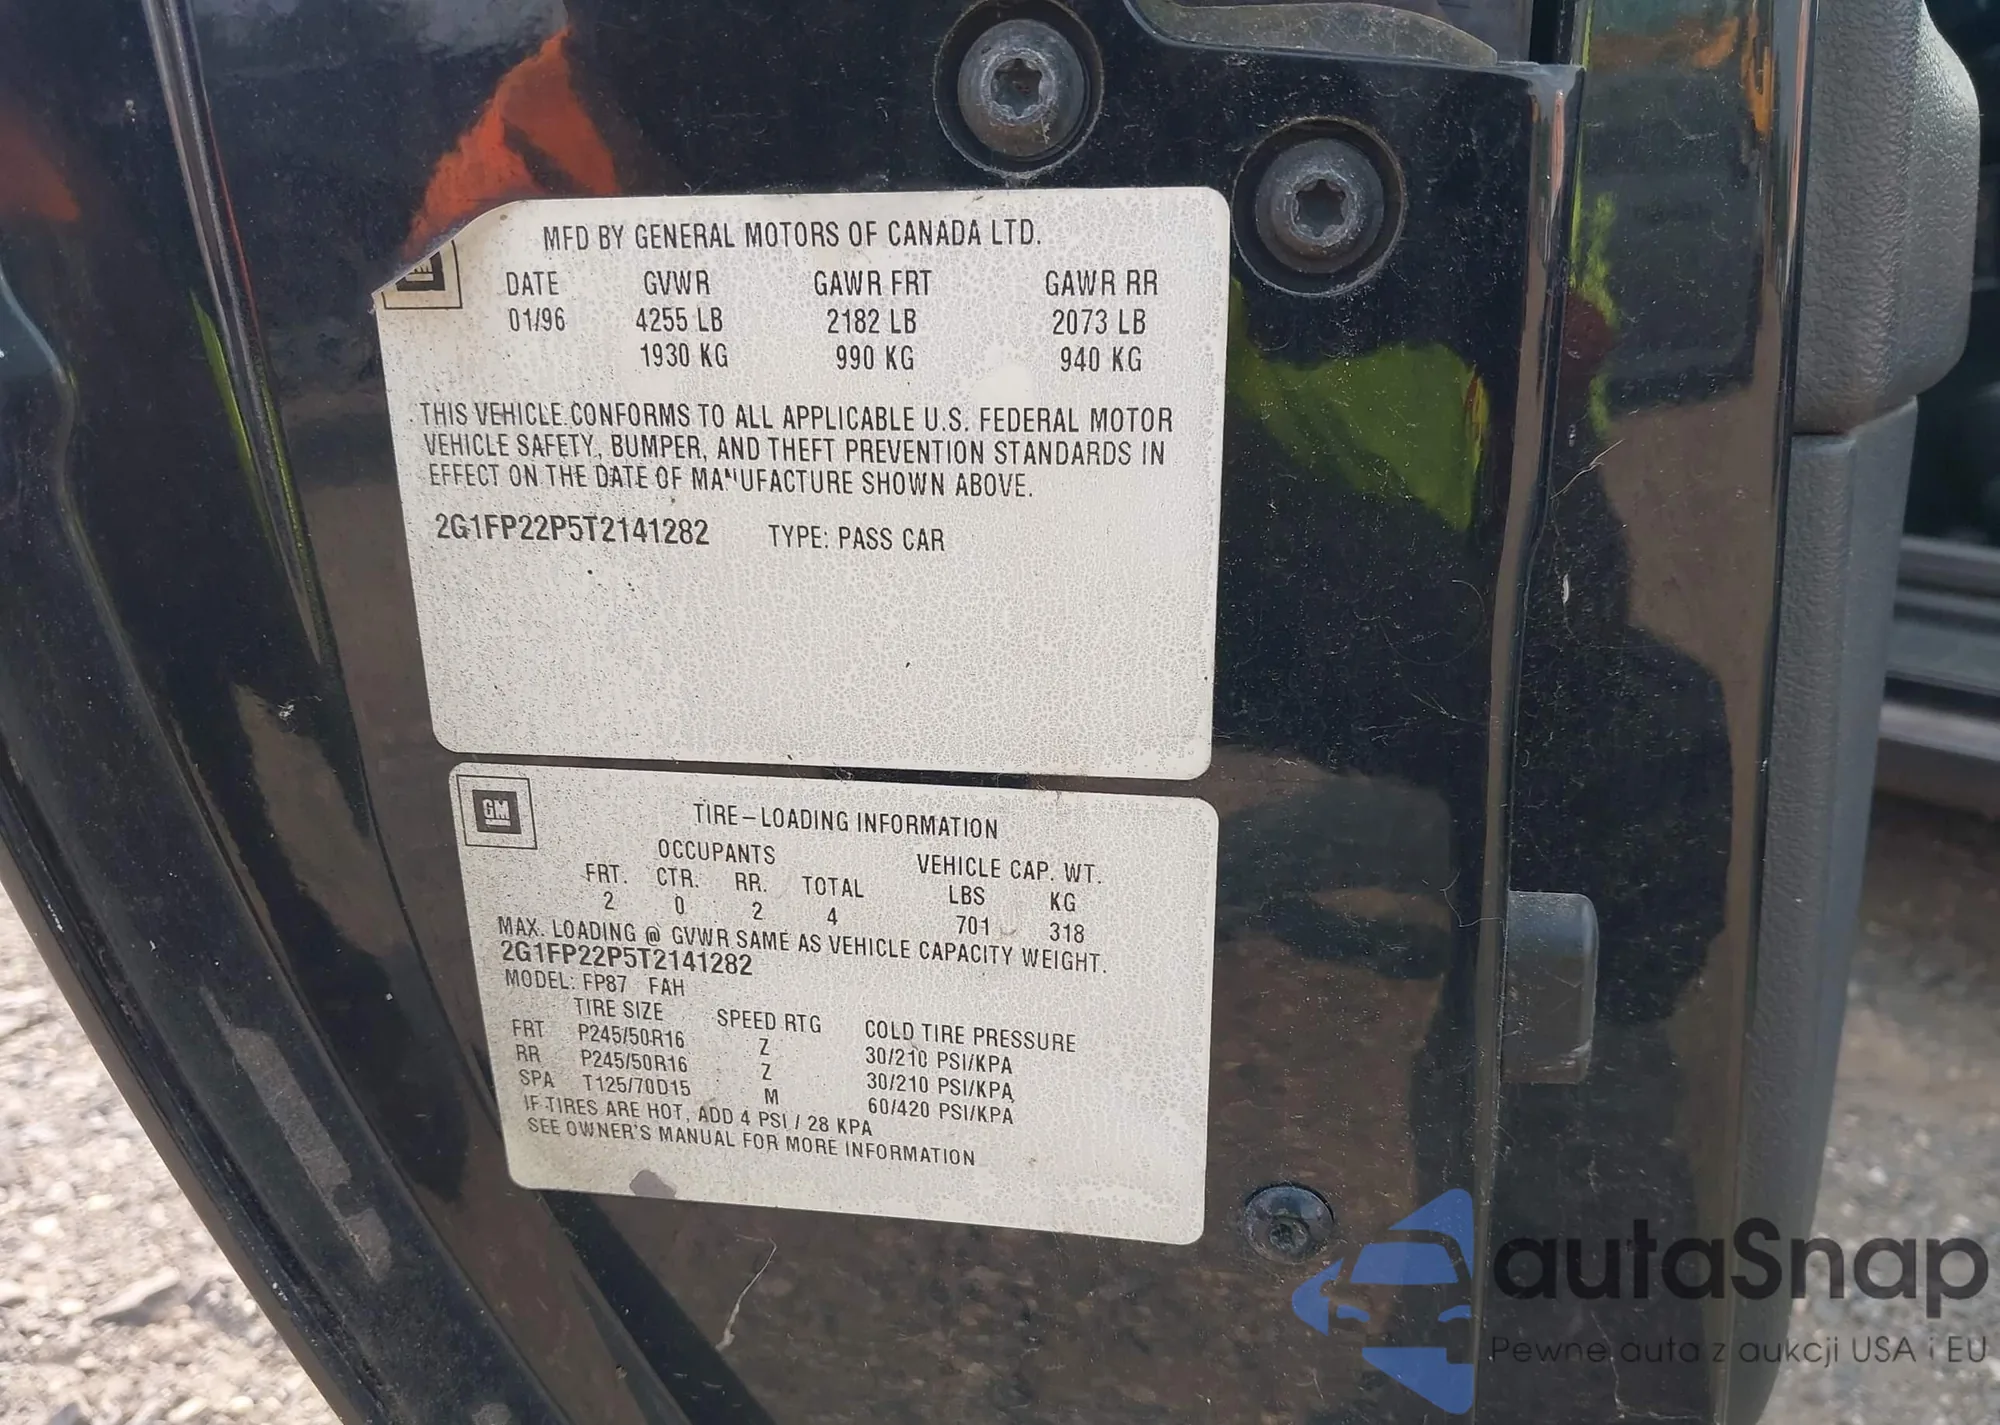 MFD BY GENERAL MOTORS OF CANADA LTD.
DATE GVWR GAWR FRT GAWR RR
01/96 4255 LB 2182 LB 2073 LB
1930 KG 990 KG 940 KG
THIS VEHICLE CONFORMS TO ALL APPLICABLE U.S. FEDERAL MOTOR
VEHICLE SAFETY, BUMPER, AND THEFT PREVENTION STANDARDS IN
EFFECT ON THE DATE OF MANUFACTURE SHOWN ABOVE.
2G1FP22P5T2141282 TYPE: PASS CAR
GM
TIRE-LOADING INFORMATION
OCCUPANTS VEHICLE CAP. WT.
FRT. CTR. RR. TOTAL LBS KG
2 0 2 4 701 318
MAX. LOADING @ GVWR SAME AS VEHICLE CAPACITY WEIGHT.
2G1FP22P5T2141282
MODEL: FP87 FAH
TIRE SIZE SPEED RTG COLD TIRE PRESSURE
FRT P245/50R16 Z 30/210 PSI/KPA
RR P245/50R16 Z 30/210 PSI/KPA
SPA T125/70D15 M 60/420 PSI/KPA
IF TIRES ARE HOT, ADD 4 PSI / 28 KPA
SEE OWNER'S MANUAL FOR MORE INFORMATION
autaSnap
Pewne auta z aukcji USA i EU